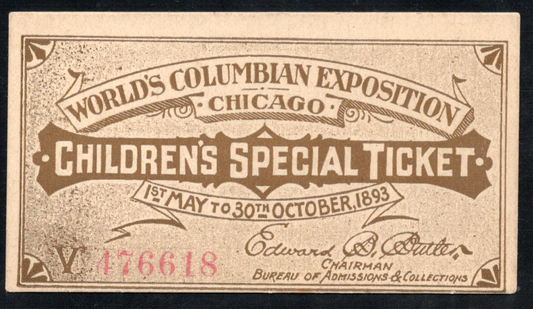 WORLD'S COLUMBIAN EXPOSITION
· CHICAGO ·
· CHILDREN'S SPECIAL TICKET ·
1ST MAY TO 30TH OCTOBER, 1893
Edward B. Butler
CHAIRMAN
V 476618
BUREAU OF ADMISSIONS & COLLECTIONS